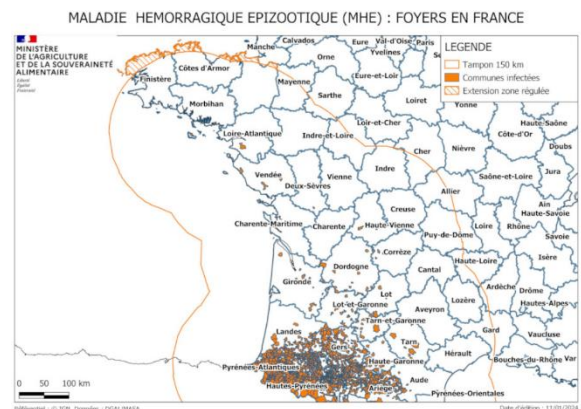 MALADIE HEMORRAGIQUE EPIZOOTIQUE (MHE) : FOYERS EN FRANCE
MINISTÈRE
DE L'AGRICULTURE
ET DE LA SOUVERAINETÉ
ALIMENTAIRE
Liberté
Égalité
Fraternité
LEGENDE
Tampon 150 km
Communes infectées
Extension zone régulée
Calvados
Eure
Val-d'Oise
Paris
Manche
Yvelines
Orne
Côtes d'Armor
Finistère
Eure-et-Loir
Mayenne
Sarthe
Morbihan
Loiret
Yonne
Loir-et-Cher
Haute-Saône
Loire-Atlantique
Indre-et-Loire
Côte-d'Or
Doubs
Cher
Nièvre
Vendée
Vienne
Indre
Jura
Deux-Sèvres
Saône-et-Loire
Allier
Ain
Creuse
Haute-Savoie
Charente-Maritime
Charente
Haute-Vienne
Loire
Rhône
Puy-de-Dôme
Savoie
Corrèze
Isère
Dordogne
Haute-Loire
Cantal
Gironde
Ardèche
Drôme
Lot
Lozère
Hautes-Alpes
Lot-et-Garonne
Aveyron
Tarn-et-Garonne
Gard
Landes
Vaucluse
Gers
Tarn
Hérault
Haute-Garonne
Bouches-du-Rhône
Var
Pyrénées-Atlantiques
Aude
Hautes-Pyrénées
Ariège
Pyrénées-Orientales
0 50 100 km